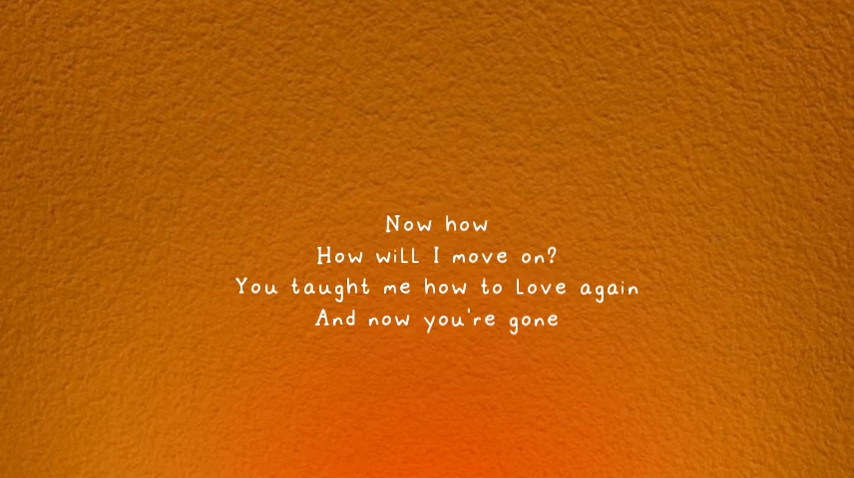 Now how
How will I move on?
You taught me how to love again
And now you're gone